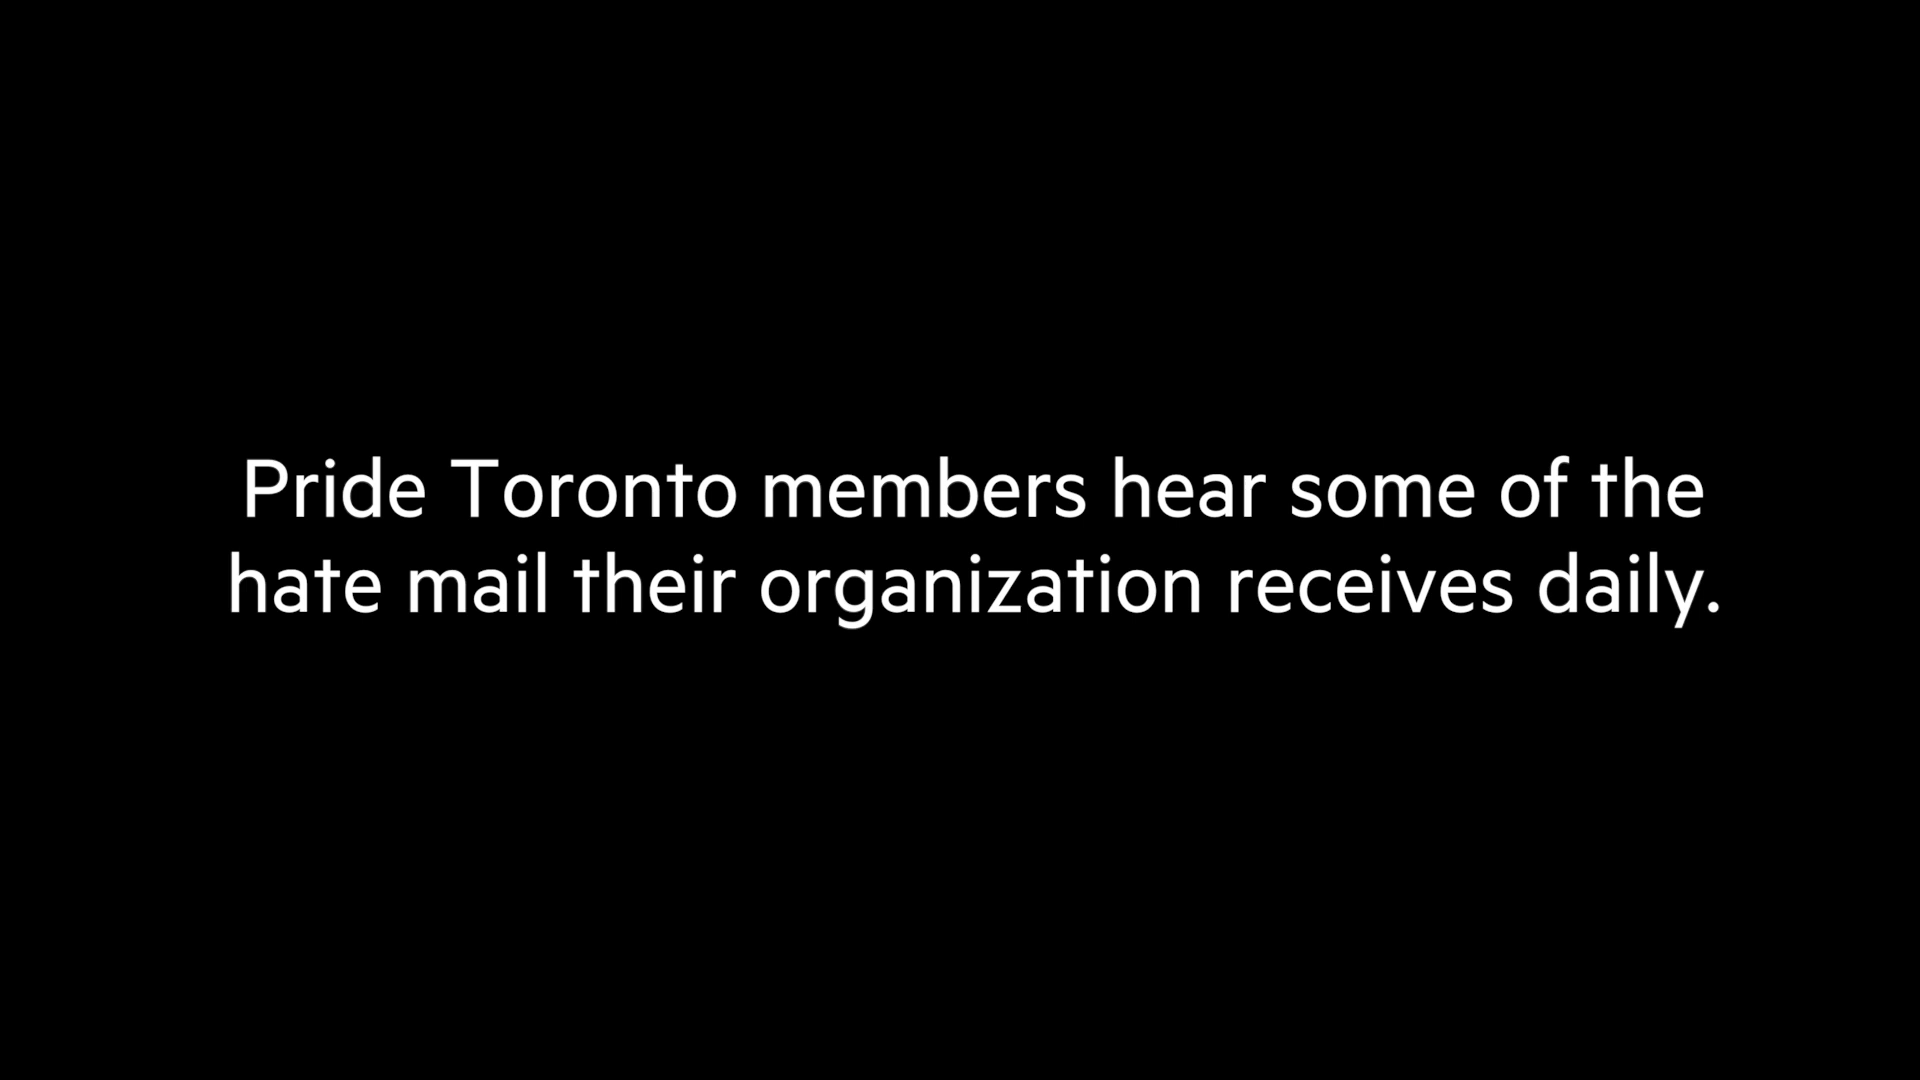 Pride Toronto members hear some of the
hate mail their organization receives daily.